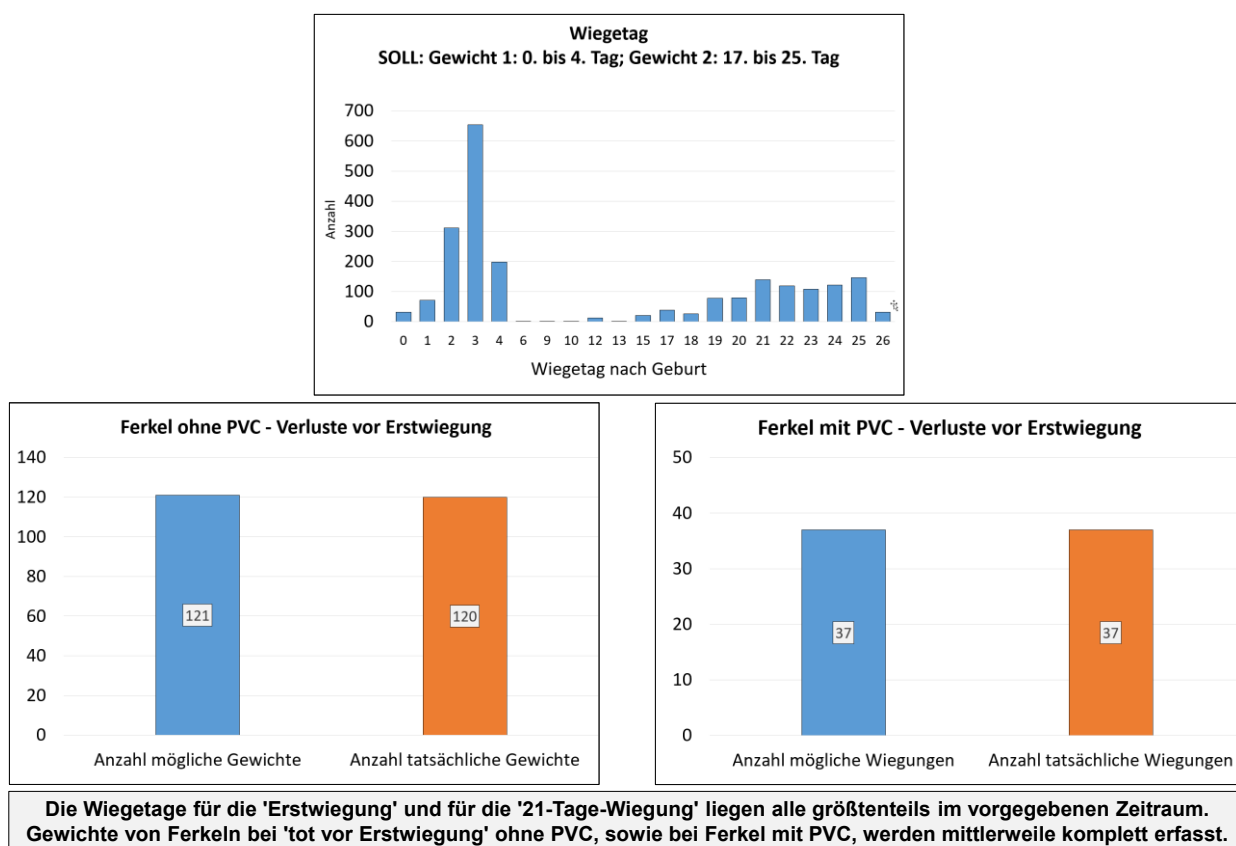 Wiegetag
SOLL: Gewicht 1: 0. bis 4. Tag; Gewicht 2: 17. bis 25. Tag
700
600
500
400
300
200
100
0
Anzahl
0 1 2 3 4 6 9 10 12 13 15 17 18 19 20 21 22 23 24 25 26
Wiegetag nach Geburt
Ferkel ohne PVC - Verluste vor Erstwiegung
140
120
100
80
60
40
20
0
121
120
Anzahl mögliche Gewichte
Anzahl tatsächliche Gewichte
Ferkel mit PVC - Verluste vor Erstwiegung
50
40
30
20
10
0
37
37
Anzahl mögliche Wiegungen
Anzahl tatsächliche Wiegungen
Die Wiegetage für die 'Erstwiegung' und für die '21-Tage-Wiegung' liegen alle größtenteils im vorgegebenen Zeitraum.
Gewichte von Ferkeln bei 'tot vor Erstwiegung' ohne PVC, sowie bei Ferkel mit PVC, werden mittlerweile komplett erfasst.